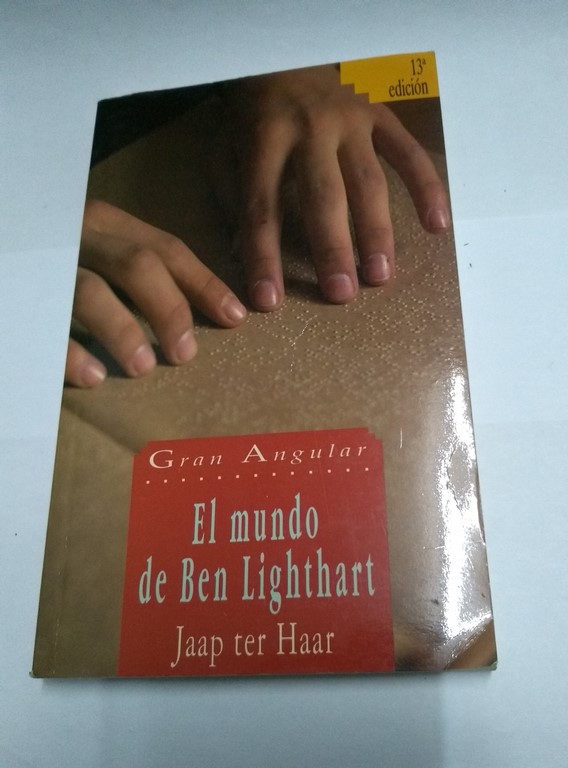 13ª
edición
Gran Angular
El mundo
de Ben Lighthart
Jaap ter Haar